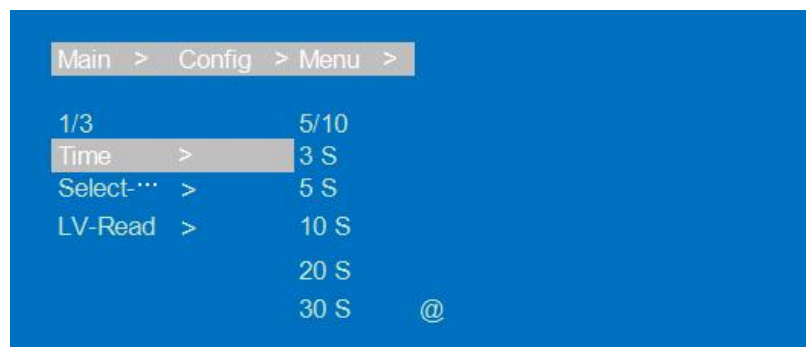 Main > Config > Menu >
1/3 5/10
Time > 3 S
Select-··· > 5 S
LV-Read > 10 S
20 S
30 S @